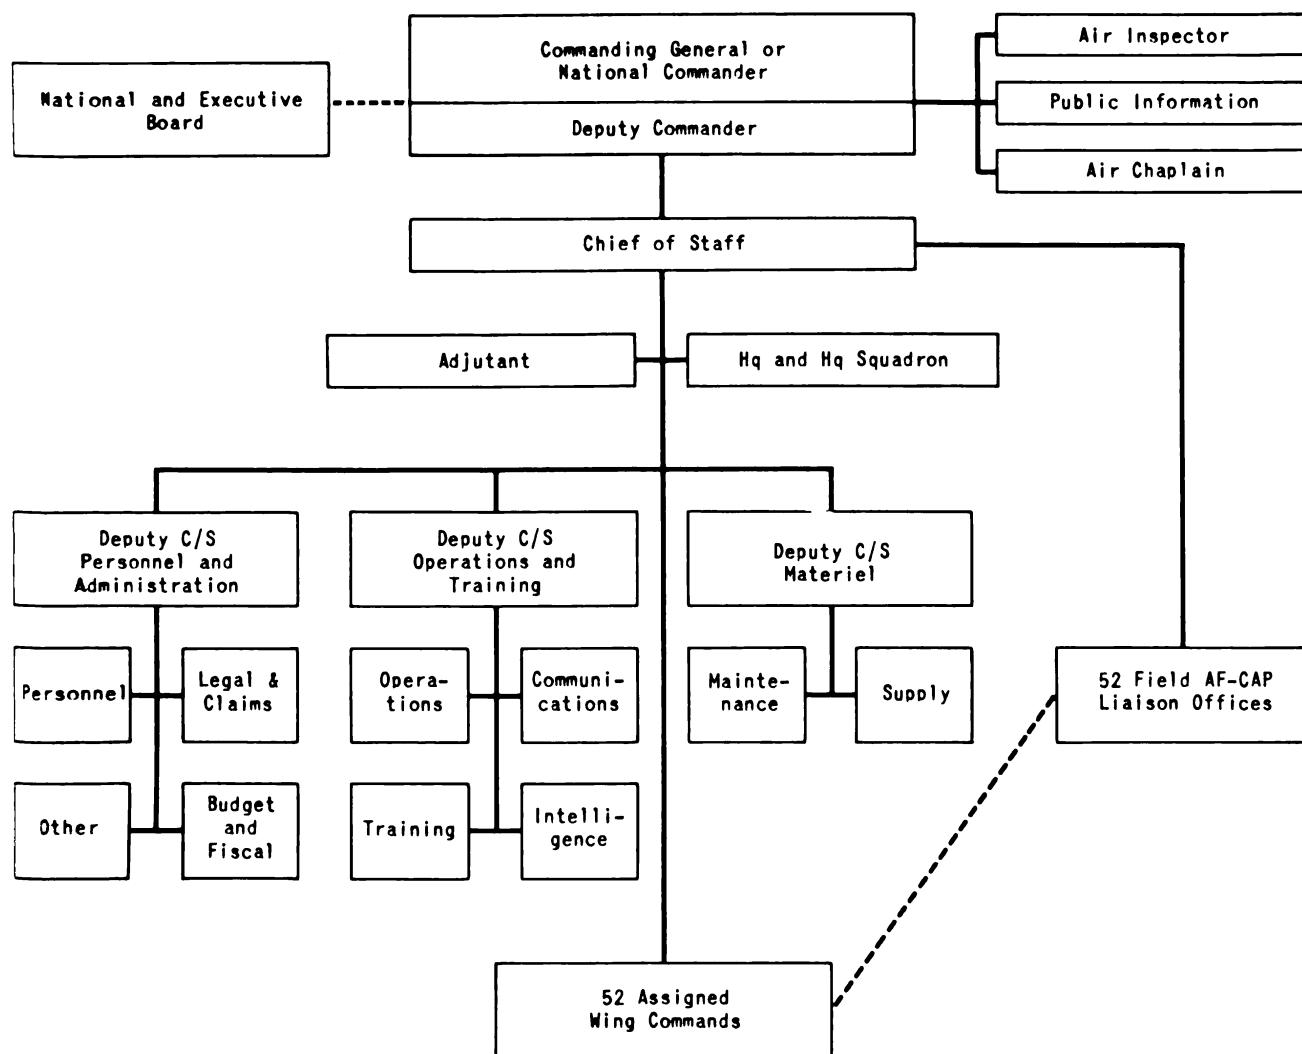 Commanding General or
National Commander
Air Inspector
National and Executive
Board
Public Information
Deputy Commander
Air Chaplain
Chief of Staff
Adjutant
Hq and Hq Squadron
Deputy C/S
Personnel and
Administration
Deputy C/S
Operations and
Training
Deputy C/S
Materiel
Personnel
Legal &
Claims
Opera-
tions
Communi-
cations
Mainte-
nance
Supply
52 Field AF-CAP
Liaison Offices
Other
Budget
and
Fiscal
Training
Intelli-
gence
52 Assigned
Wing Commands